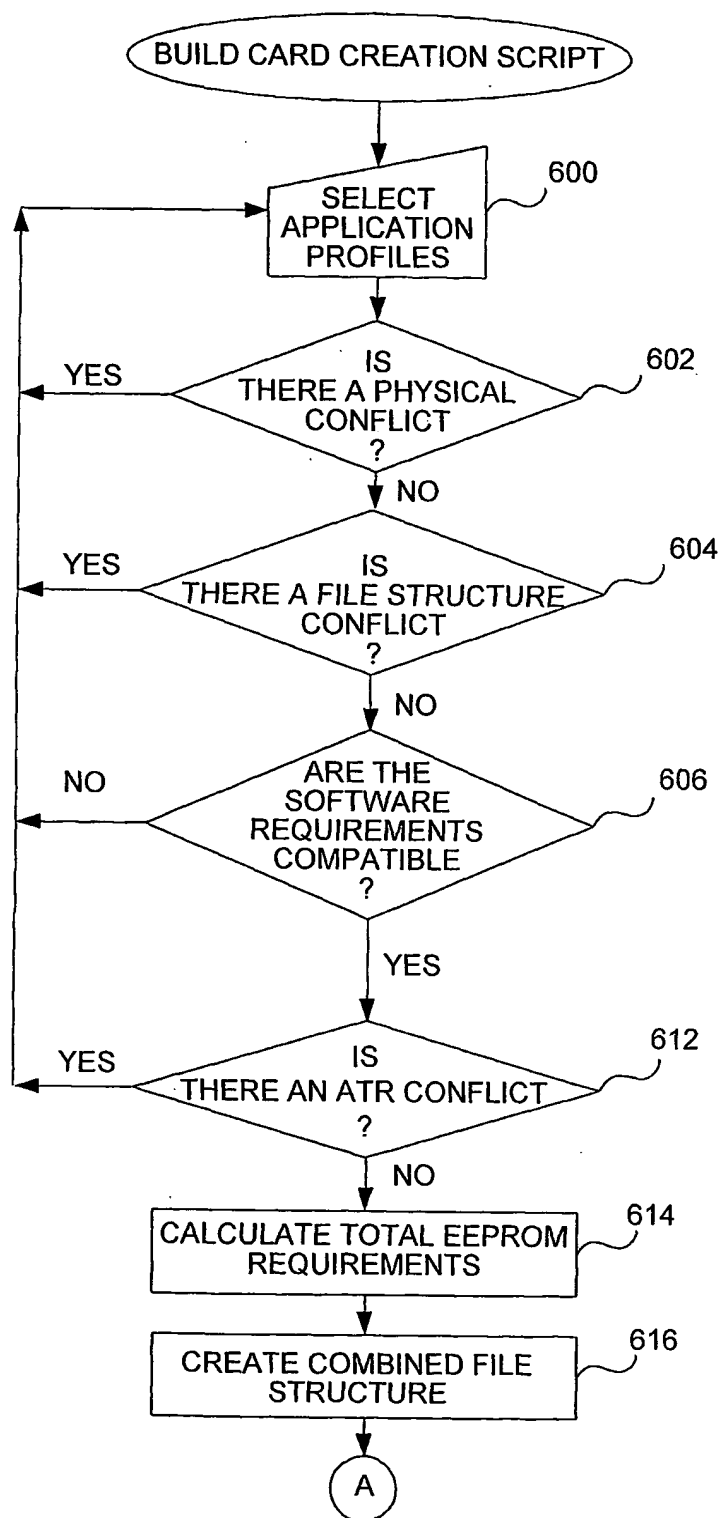 BUILD CARD CREATION SCRIPT
600
SELECT
APPLICATION
PROFILES
602
IS
THERE A PHYSICAL
CONFLICT
?
YES
NO
604
IS
THERE A FILE STRUCTURE
CONFLICT
?
YES
NO
606
ARE THE
SOFTWARE
REQUIREMENTS
COMPATIBLE
?
NO
YES
612
IS
THERE AN ATR CONFLICT
?
YES
NO
614
CALCULATE TOTAL EEPROM
REQUIREMENTS
616
CREATE COMBINED FILE
STRUCTURE
A